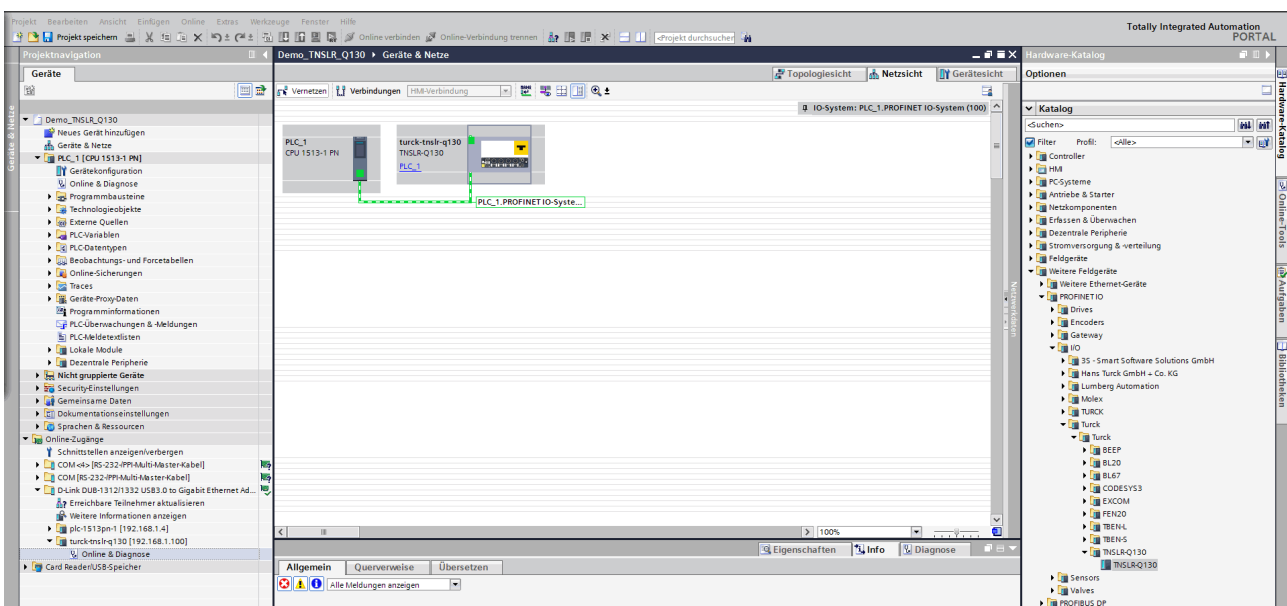 Projekt Bearbeiten Ansicht Einfügen Online Extras Werkzeuge Fenster Hilfe
Totally Integrated Automation
PORTAL
Projekt speichern Online verbinden Online-Verbindung trennen <Projekt durchsuchen
Projektnavigation
Demo_TNSLR_Q130 Geräte & Netze
Hardware-Katalog
Geräte
Topologiesicht Netzsicht Gerätesicht
Optionen
Vernetzen Verbindungen HMI-Verbindung
IO-System: PLC_1.PROFINET IO-System (100)
Geräte & Netze
Demo_TNSLR_Q130
Neues Gerät hinzufügen
Geräte & Netze
PLC_1 [CPU 1513-1 PN]
Gerätekonfiguration
Online & Diagnose
Programmbausteine
Technologieobjekte
Externe Quellen
PLC-Variablen
PLC-Datentypen
Beobachtungs- und Forcetabellen
Online-Sicherungen
Traces
Geräte-Proxy-Daten
Programminformationen
PLC-Überwachungen & -Meldungen
PLC-Meldetextlisten
Lokale Module
Dezentrale Peripherie
Nicht gruppierte Geräte
Security-Einstellungen
Gemeinsame Daten
Dokumentationseinstellungen
Sprachen & Ressourcen
Online-Zugänge
Schnittstellen anzeigen/verbergen
COM <4> [RS-232-/PPI-Multi-Master-Kabel]
COM [RS-232-/PPI-Multi-Master-Kabel]
D-Link DUB-1312/1332 USB3.0 to Gigabit Ethernet Ad...
Erreichbare Teilnehmer aktualisieren
Weitere Informationen anzeigen
plc-1513pn-1 [192.168.1.4]
turck-tnslr-q130 [192.168.1.100]
Online & Diagnose
Card Reader/USB-Speicher
PLC_1
CPU 1513-1 PN
turck-tnslr-q130
TNSLR-Q130
PLC_1
PLC_1.PROFINET IO-Syste...
Netzwerkdaten
100%
Eigenschaften Info Diagnose
Allgemein Querverweise Übersetzen
Alle Meldungen anzeigen
Katalog
<Suchen>
Filter Profil: <Alle>
Controller
HMI
PC-Systeme
Antriebe & Starter
Netzkomponenten
Erfassen & Überwachen
Dezentrale Peripherie
Stromversorgung & -verteilung
Feldgeräte
Weitere Feldgeräte
Weitere Ethernet-Geräte
PROFINET IO
Drives
Encoders
Gateway
I/O
3S - Smart Software Solutions GmbH
Hans Turck GmbH + Co. KG
Lumberg Automation
Molex
TURCK
Turck
Turck
BEEP
BL20
BL67
CODESYS3
EXCOM
FEN20
TBEN-L
TBEN-S
TNSLR-Q130
TNSLR-Q130
Sensors
Valves
PROFIBUS DP
Hardware-Katalog
Online-Tools
Aufgaben
Bibliotheken